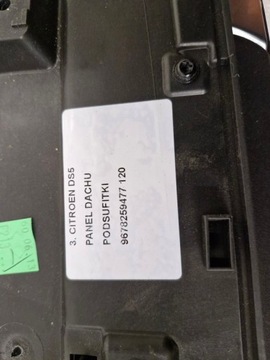 3. CITROEN DS5
PANEL DACHU
PODSUFITKI
9678259477 120